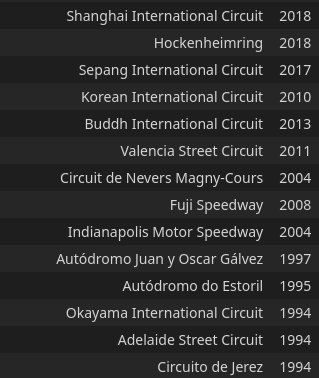 Shanghai International Circuit 2018
Hockenheimring 2018
Sepang International Circuit 2017
Korean International Circuit 2010
Buddh International Circuit 2013
Valencia Street Circuit 2011
Circuit de Nevers Magny-Cours 2004
Fuji Speedway 2008
Indianapolis Motor Speedway 2004
Autódromo Juan y Oscar Gálvez 1997
Autódromo do Estoril 1995
Okayama International Circuit 1994
Adelaide Street Circuit 1994
Circuito de Jerez 1994